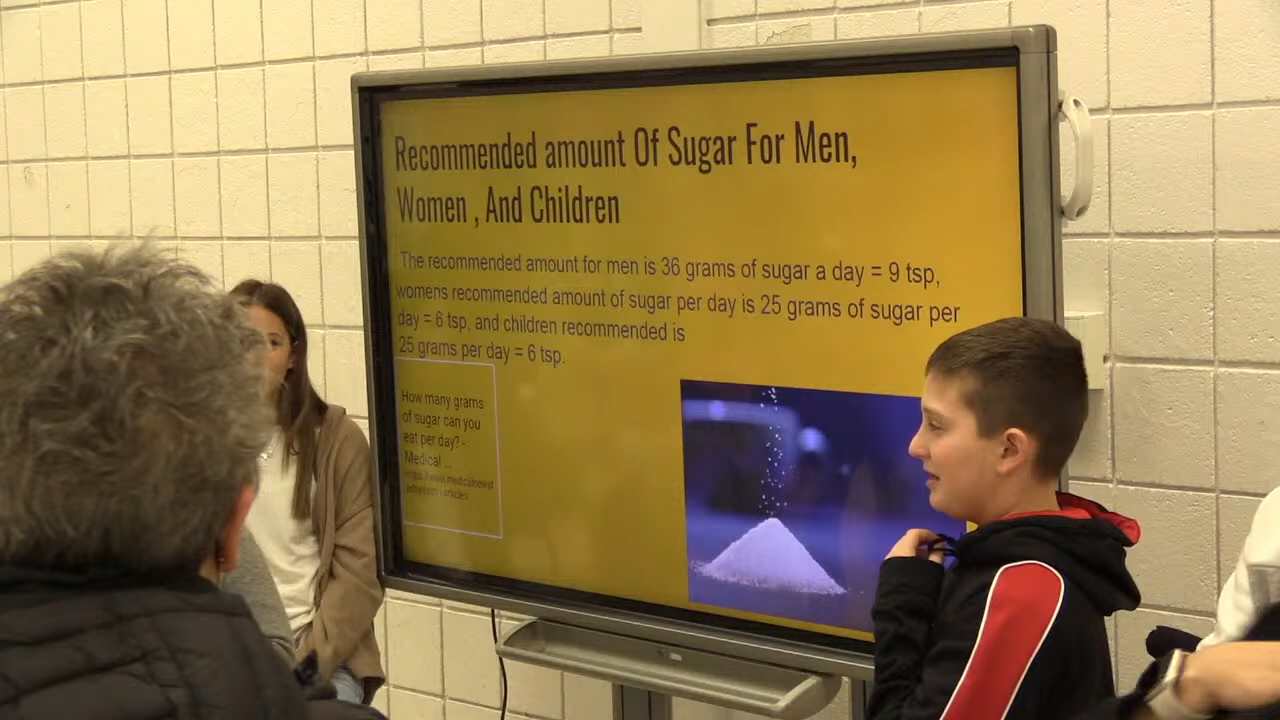 Recommended amount Of Sugar For Men,
Women , And Children
The recommended amount for men is 36 grams of sugar a day = 9 tsp,
womens recommended amount of sugar per day is 25 grams of sugar per
day = 6 tsp, and children recommended is
25 grams per day = 6 tsp.
How many grams
of sugar can you
eat per day? -
Medical ...